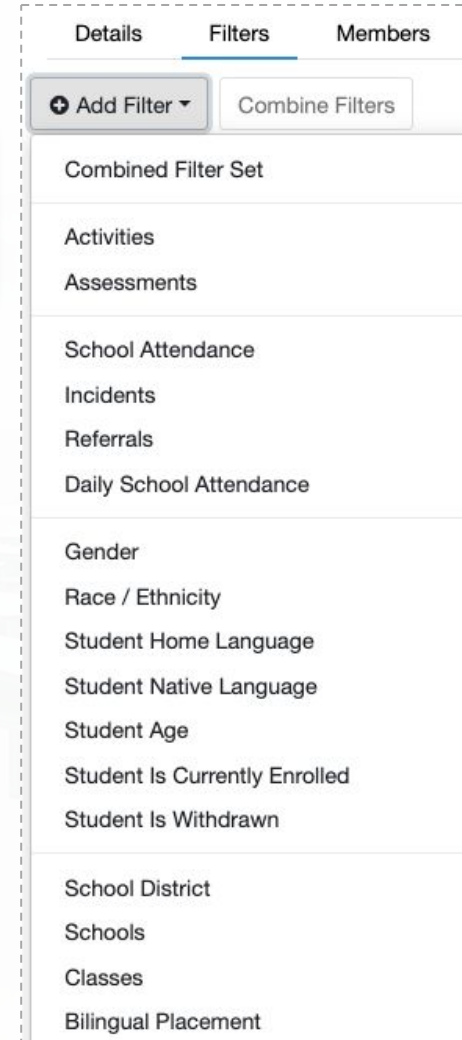 Details Filters Members
Add Filter Combine Filters
Combined Filter Set
Activities
Assessments
School Attendance
Incidents
Referrals
Daily School Attendance
Gender
Race / Ethnicity
Student Home Language
Student Native Language
Student Age
Student Is Currently Enrolled
Student Is Withdrawn
School District
Schools
Classes
Bilingual Placement